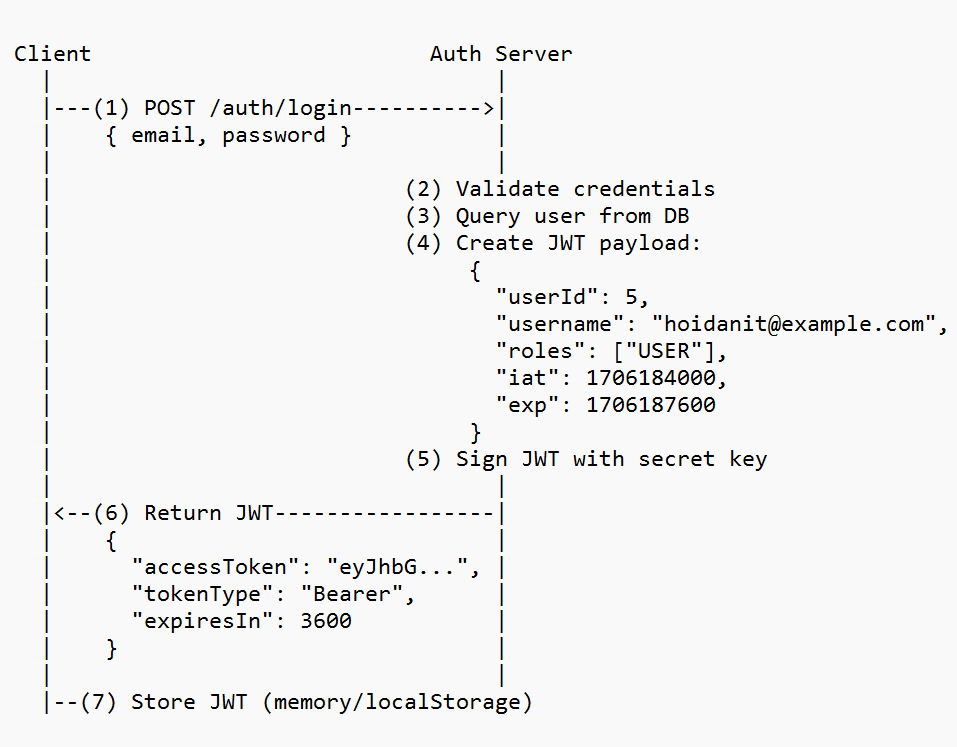 Client                          Auth Server
  |                                   |
  |---(1) POST /auth/login---------->|
  |    { email, password }            |
  |                                   |
  |                           (2) Validate credentials
  |                           (3) Query user from DB
  |                           (4) Create JWT payload:
  |                                {
  |                                  "userId": 5,
  |                                  "username": "hoidanit@example.com",
  |                                  "roles": ["USER"],
  |                                  "iat": 1706184000,
  |                                  "exp": 1706187600
  |                                }
  |                           (5) Sign JWT with secret key
  |                                   |
  |<--(6) Return JWT-----------------|
  |    {                              |
  |      "accessToken": "eyJhbG...",  |
  |      "tokenType": "Bearer",       |
  |      "expiresIn": 3600            |
  |    }                              |
  |                                   |
  |--(7) Store JWT (memory/localStorage)